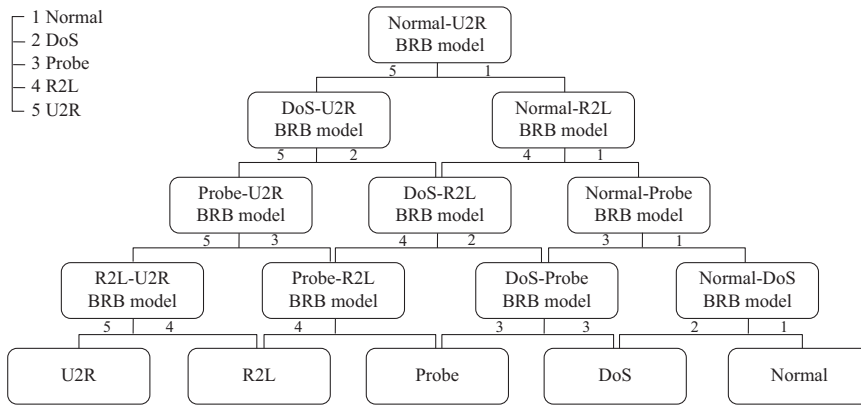 1 Normal
2 DoS
3 Probe
4 R2L
5 U2R
Normal-U2R
BRB model
5 1
DoS-U2R
BRB model
Normal-R2L
BRB model
5 2 4 1
Probe-U2R
BRB model
DoS-R2L
BRB model
Normal-Probe
BRB model
5 3 4 2 3 1
R2L-U2R
BRB model
Probe-R2L
BRB model
DoS-Probe
BRB model
Normal-DoS
BRB model
5 4 4 3 3 2 1
U2R
R2L
Probe
DoS
Normal